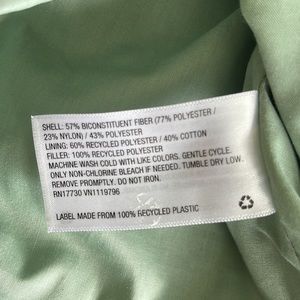 SHELL: 57% BICONSTITUENT FIBER (77% POLYESTER /
23% NYLON) / 43% POLYESTER
LINING: 60% RECYCLED POLYESTER / 40% COTTON
FILLER: 100% RECYCLED POLYESTER
MACHINE WASH COLD WITH LIKE COLORS. GENTLE CYCLE.
ONLY NON-CHLORINE BLEACH IF NEEDED. TUMBLE DRY LOW.
REMOVE PROMPTLY. DO NOT IRON.
RN17730 VN1119796
LABEL MADE FROM 100% RECYCLED PLASTIC